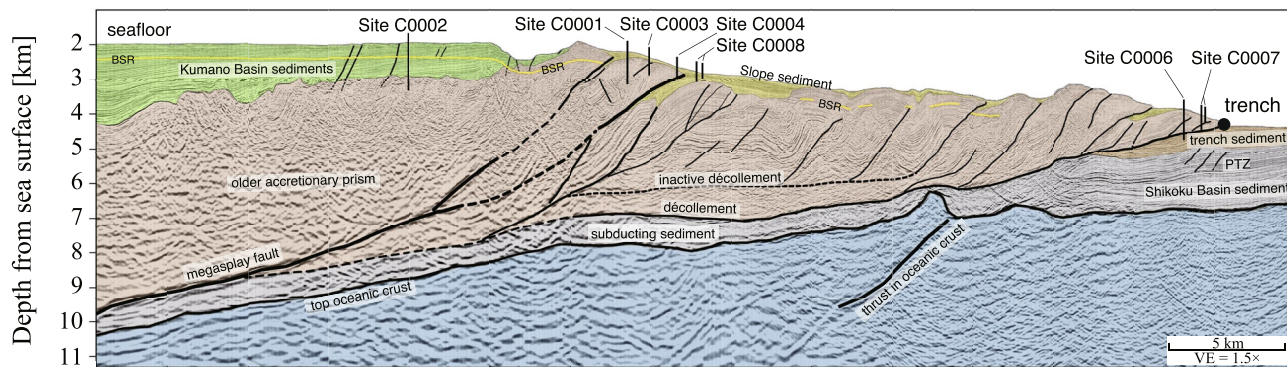 Depth from sea surface [km]
2
3
4
5
6
7
8
9
10
11
seafloor
Site C0002
Site C0001
Site C0003
Site C0004
Site C0008
Site C0006
Site C0007
trench
BSR
Kumano Basin sediments
BSR
Slope sediment
BSR
trench sediment
PTZ
Shikoku Basin sediment
older accretionary prism
inactive décollement
décollement
subducting sediment
megasplay fault
top oceanic crust
thrust in oceanic crust
5 km
VE = 1.5×